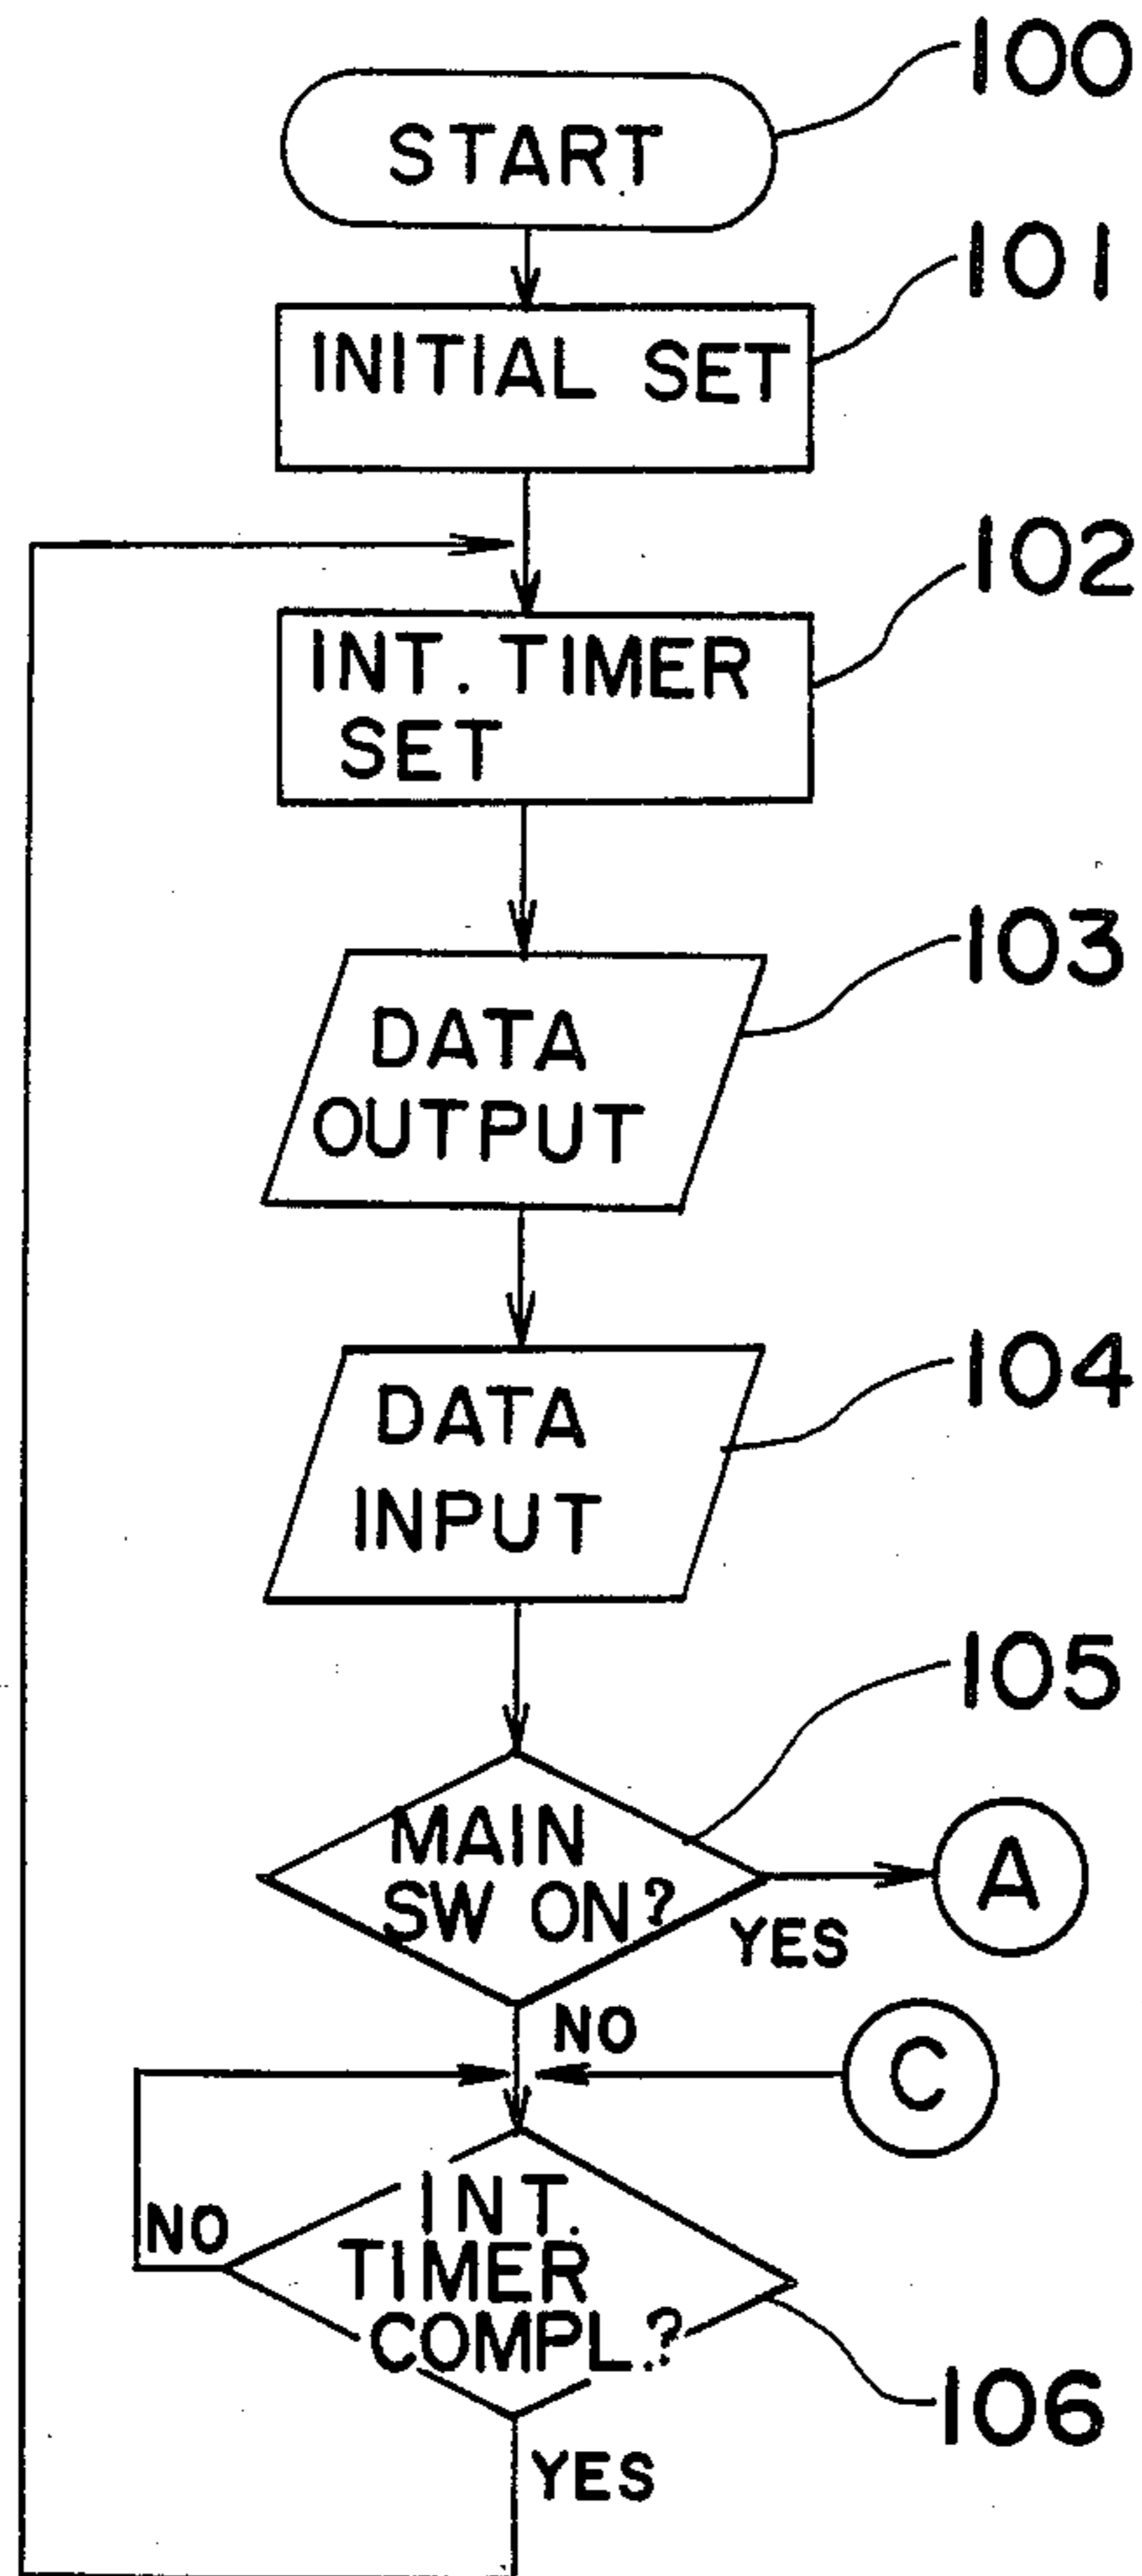 100
START
101
INITIAL SET
102
INT. TIMER
SET
103
DATA
OUTPUT
104
DATA
INPUT
105
MAIN
SW ON?
YES
A
NO
C
INT.
TIMER
COMPL.?
NO
106
YES